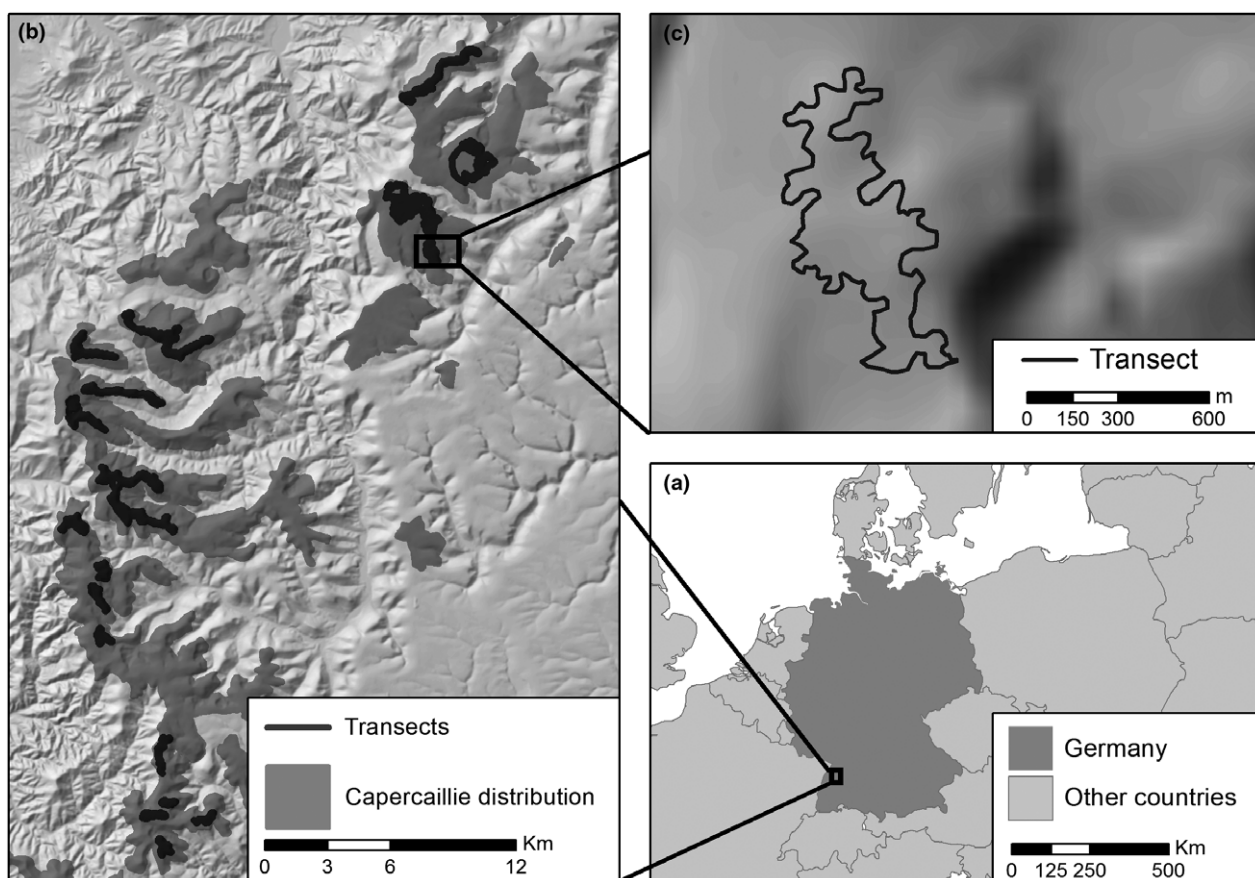 (b)
Transects
Capercaillie distribution
Km
0 3 6 12
(c)
Transect
m
0 150 300 600
(a)
Germany
Other countries
Km
0 125 250 500